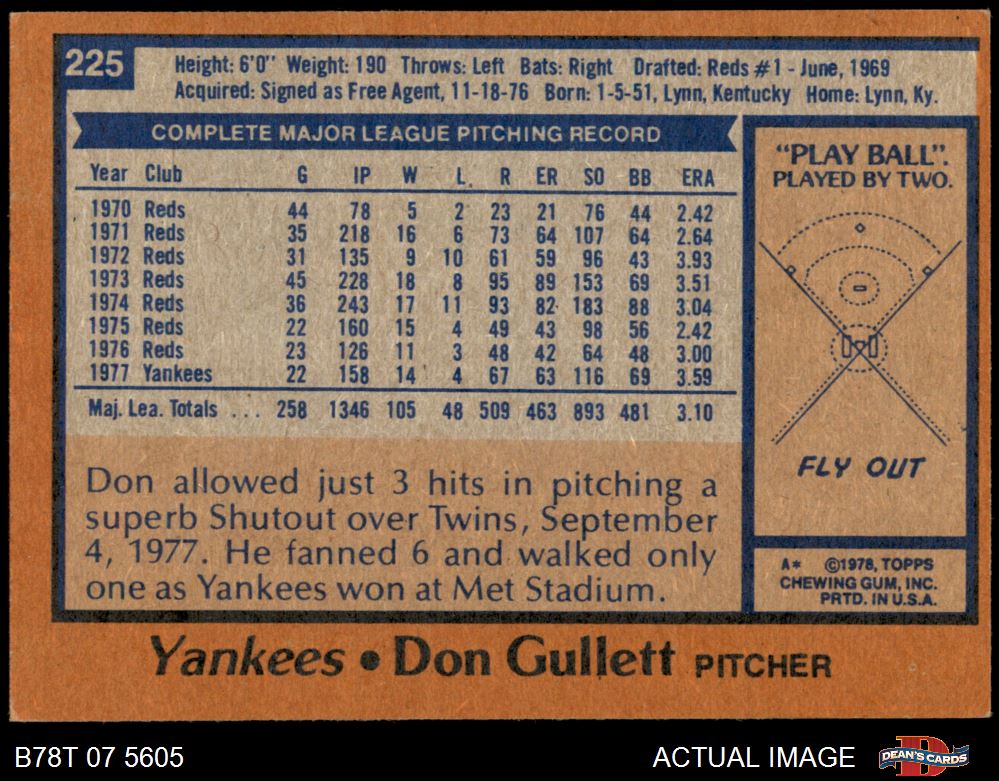 225
Height: 6'0" Weight: 190 Throws: Left Bats: Right Drafted: Reds #1 - June, 1969
Acquired: Signed as Free Agent, 11-18-76 Born: 1-5-51, Lynn, Kentucky Home: Lynn, Ky.
COMPLETE MAJOR LEAGUE PITCHING RECORD
Year Club G IP W L R ER SO BB ERA
1970 Reds 44 78 5 2 23 21 76 44 2.42
1971 Reds 35 218 16 6 73 64 107 64 2.64
1972 Reds 31 135 9 10 61 59 96 43 3.93
1973 Reds 45 228 18 8 95 89 153 69 3.51
1974 Reds 36 243 17 11 93 82 183 88 3.04
1975 Reds 22 160 15 4 49 43 98 56 2.42
1976 Reds 23 126 11 3 48 42 64 48 3.00
1977 Yankees 22 158 14 4 67 63 116 69 3.59
Maj. Lea. Totals ... 258 1346 105 48 509 463 893 481 3.10
Don allowed just 3 hits in pitching a
superb Shutout over Twins, September
4, 1977. He fanned 6 and walked only
one as Yankees won at Met Stadium.
"PLAY BALL".
PLAYED BY TWO.
FLY OUT
A* ©1978, TOPPS
CHEWING GUM, INC.
PRTD. IN U.S.A.
Yankees • Don Gullett PITCHER
B78T 07 5605
ACTUAL IMAGE
D
DEAN'S CARDS